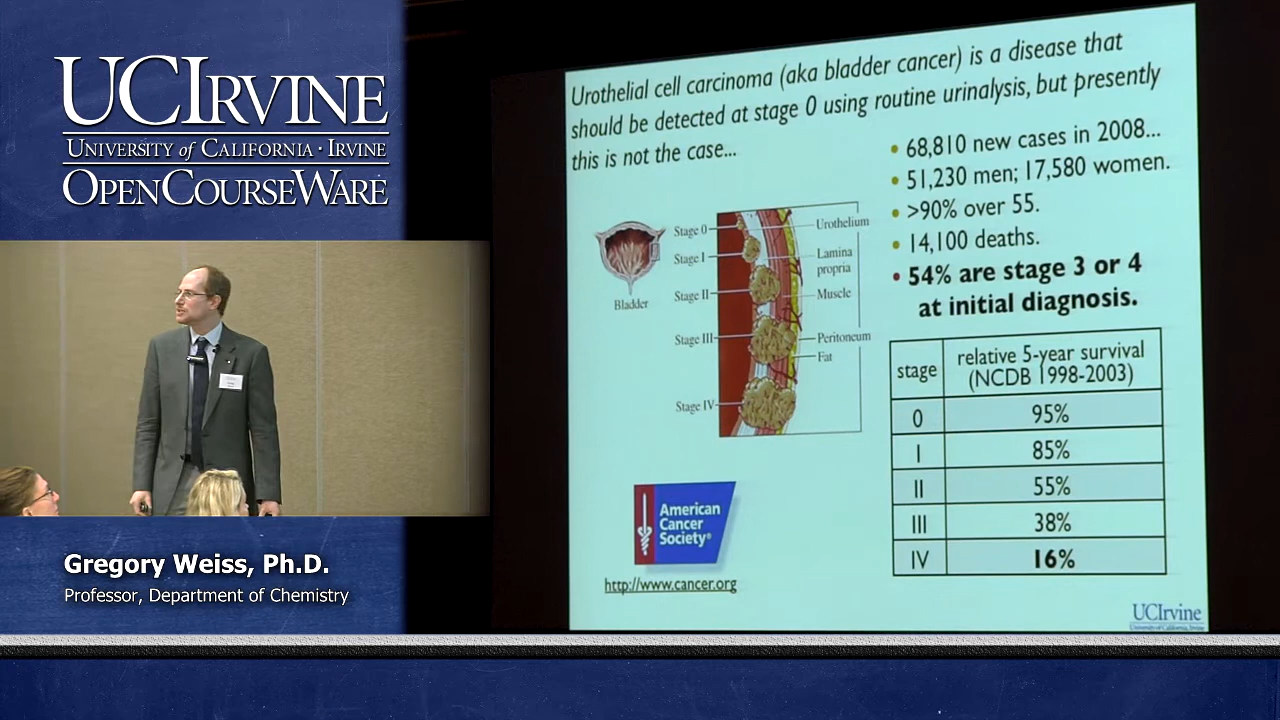 UCIRVINE
UNIVERSITY of CALIFORNIA · IRVINE
OPENCOURSEWARE
Gregory Weiss, Ph.D.
Professor, Department of Chemistry
Urothelial cell carcinoma (aka bladder cancer) is a disease that
should be detected at stage 0 using routine urinalysis, but presently
this is not the case...
• 68,810 new cases in 2008...
• 51,230 men; 17,580 women.
• >90% over 55.
• 14,100 deaths.
• 54% are stage 3 or 4
at initial diagnosis.
Bladder
Stage 0
Stage I
Stage II
Stage III
Stage IV
Urothelium
Lamina
propria
Muscle
Peritoneum
Fat
stage relative 5-year survival
(NCDB 1998-2003)
0 95%
I 85%
II 55%
III 38%
IV 16%
American
Cancer
Society®
http://www.cancer.org
UCIrvine
University of California, Irvine